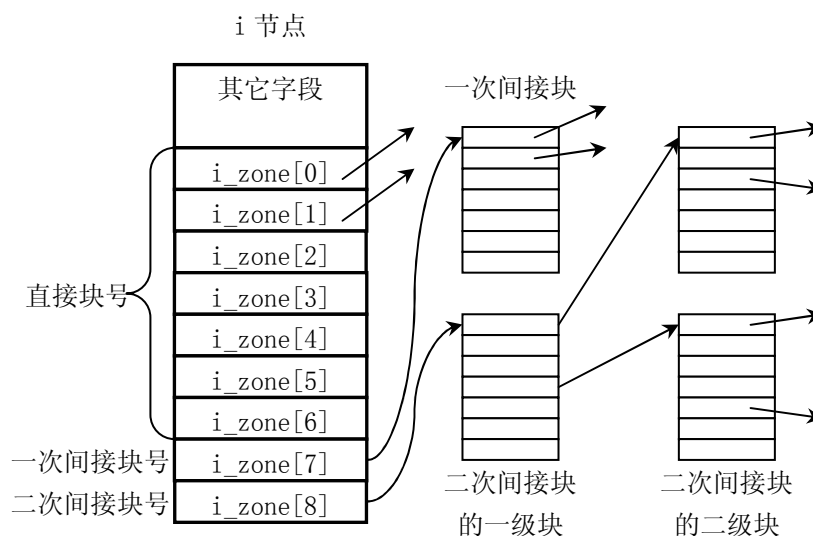 i 节点
其它字段
一次间接块
i_zone[0]
i_zone[1]
i_zone[2]
i_zone[3]
i_zone[4]
i_zone[5]
i_zone[6]
直接块号
一次间接块号
i_zone[7]
二次间接块号
i_zone[8]
二次间接块
的一级块
二次间接块
的二级块